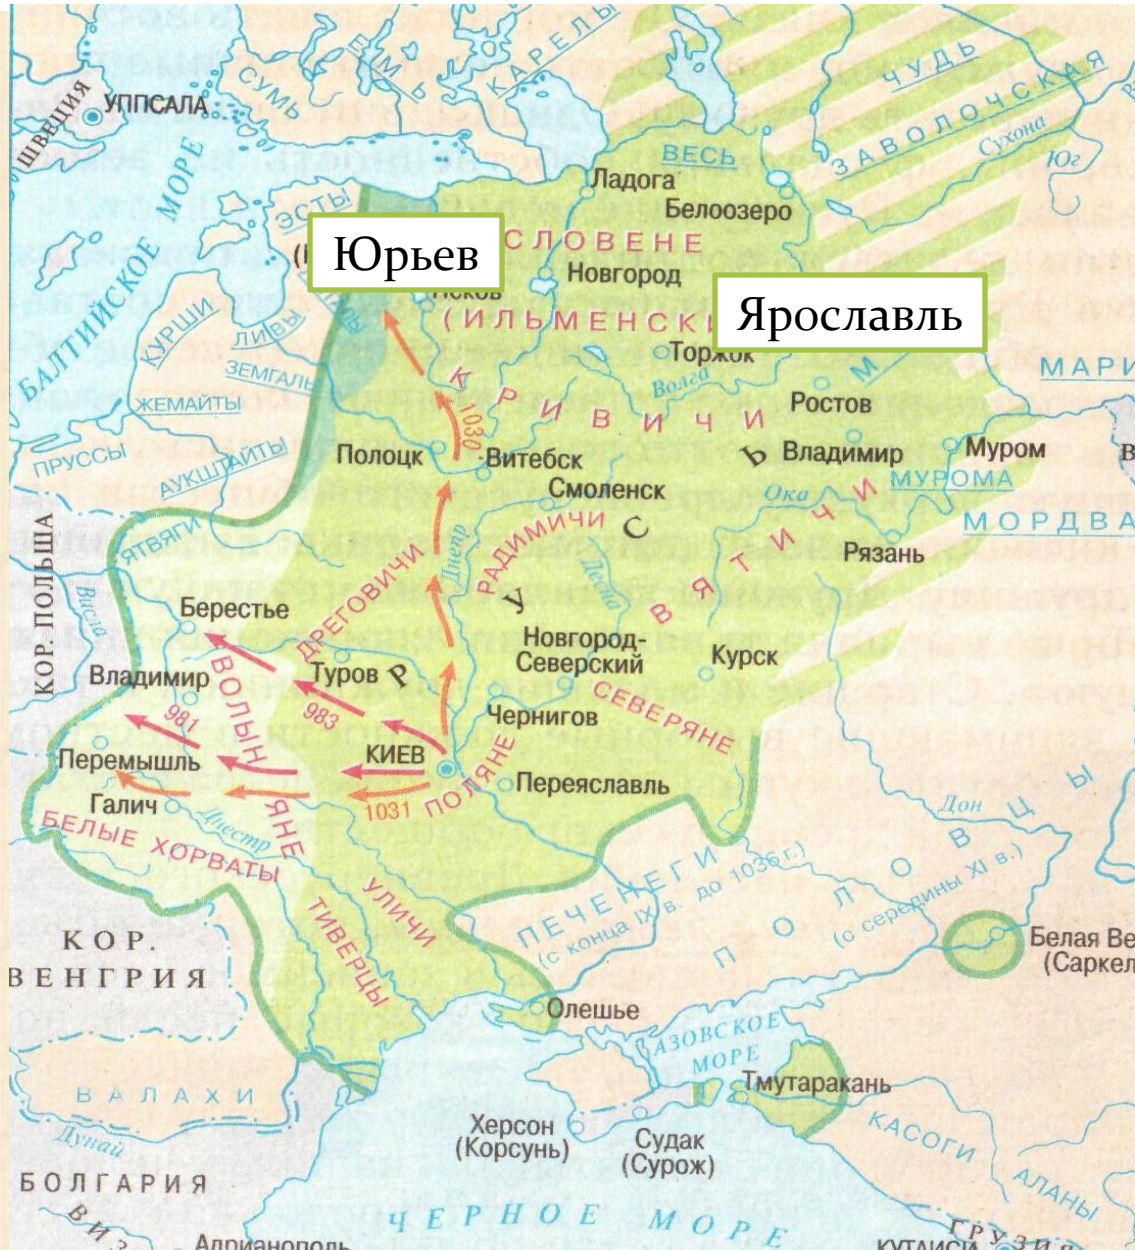 СУМЬ
ЕМЬ
КАРЕЛЫ
ЧУДЬ
ЗАВОЛОЧСКАЯ
ШВЕЦИЯ
УППСАЛА
Сухона
Юг
ВЕСЬ
Ладога
Белоозеро
БАЛТИЙСКОЕ МОРЕ
ЭСТЫ
Юрьев
СЛОВЕНЕ
Новгород
Псков
(ИЛЬМЕНСКИ
Ярославль
Торжок
КУРШИ
ЛИВЫ
ЗЕМГАЛЫ
ЖЕМАЙТЫ
Волга
КРИВИЧИ
МАРИ
Ростов
ПРУССЫ
АУКШТАЙТЫ
1030
Полоцк
Витебск
Владимир
Муром
Смоленск
Ока
МУРОМА
МОРДВА
РУСЬ
КОР. ПОЛЬША
ЯТВЯГИ
Днепр
РАДИМИЧИ
Десна
ВЯТИЧИ
Рязань
Висла
Берестье
ДРЕГОВИЧИ
Новгород-
Северский
Курск
Владимир
ВОЛЫНЯНЕ
Туров
СЕВЕРЯНЕ
981
983
Чернигов
Перемышль
КИЕВ
ПОЛЯНЕ
Переяславль
Галич
1031
Днестр
Дон
БЕЛЫЕ ХОРВАТЫ
УЛИЧИ
ТИВЕРЦЫ
ПЕЧЕНЕГИ
(с конца IX в. до 1036 г.)
ПОЛОВЦЫ
(с середины XI в.)
КОР.
ВЕНГРИЯ
Белая Ве
(Саркел
Олешье
АЗОВСКОЕ
МОРЕ
Тмутаракань
ВАЛАХИ
Дунай
Херсон
(Корсунь)
Судак
(Сурож)
КАСОГИ
АЛАНЫ
БОЛГАРИЯ
ЧЕРНОЕ МОРЕ
ВИЗ
Адрианополь
ГРУЗИЯ
КУТАИСИ